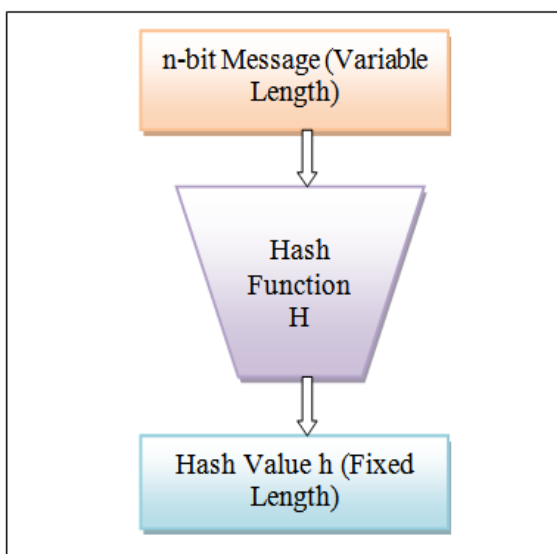 n-bit Message (Variable
Length)
Hash
Function
H
Hash Value h (Fixed
Length)